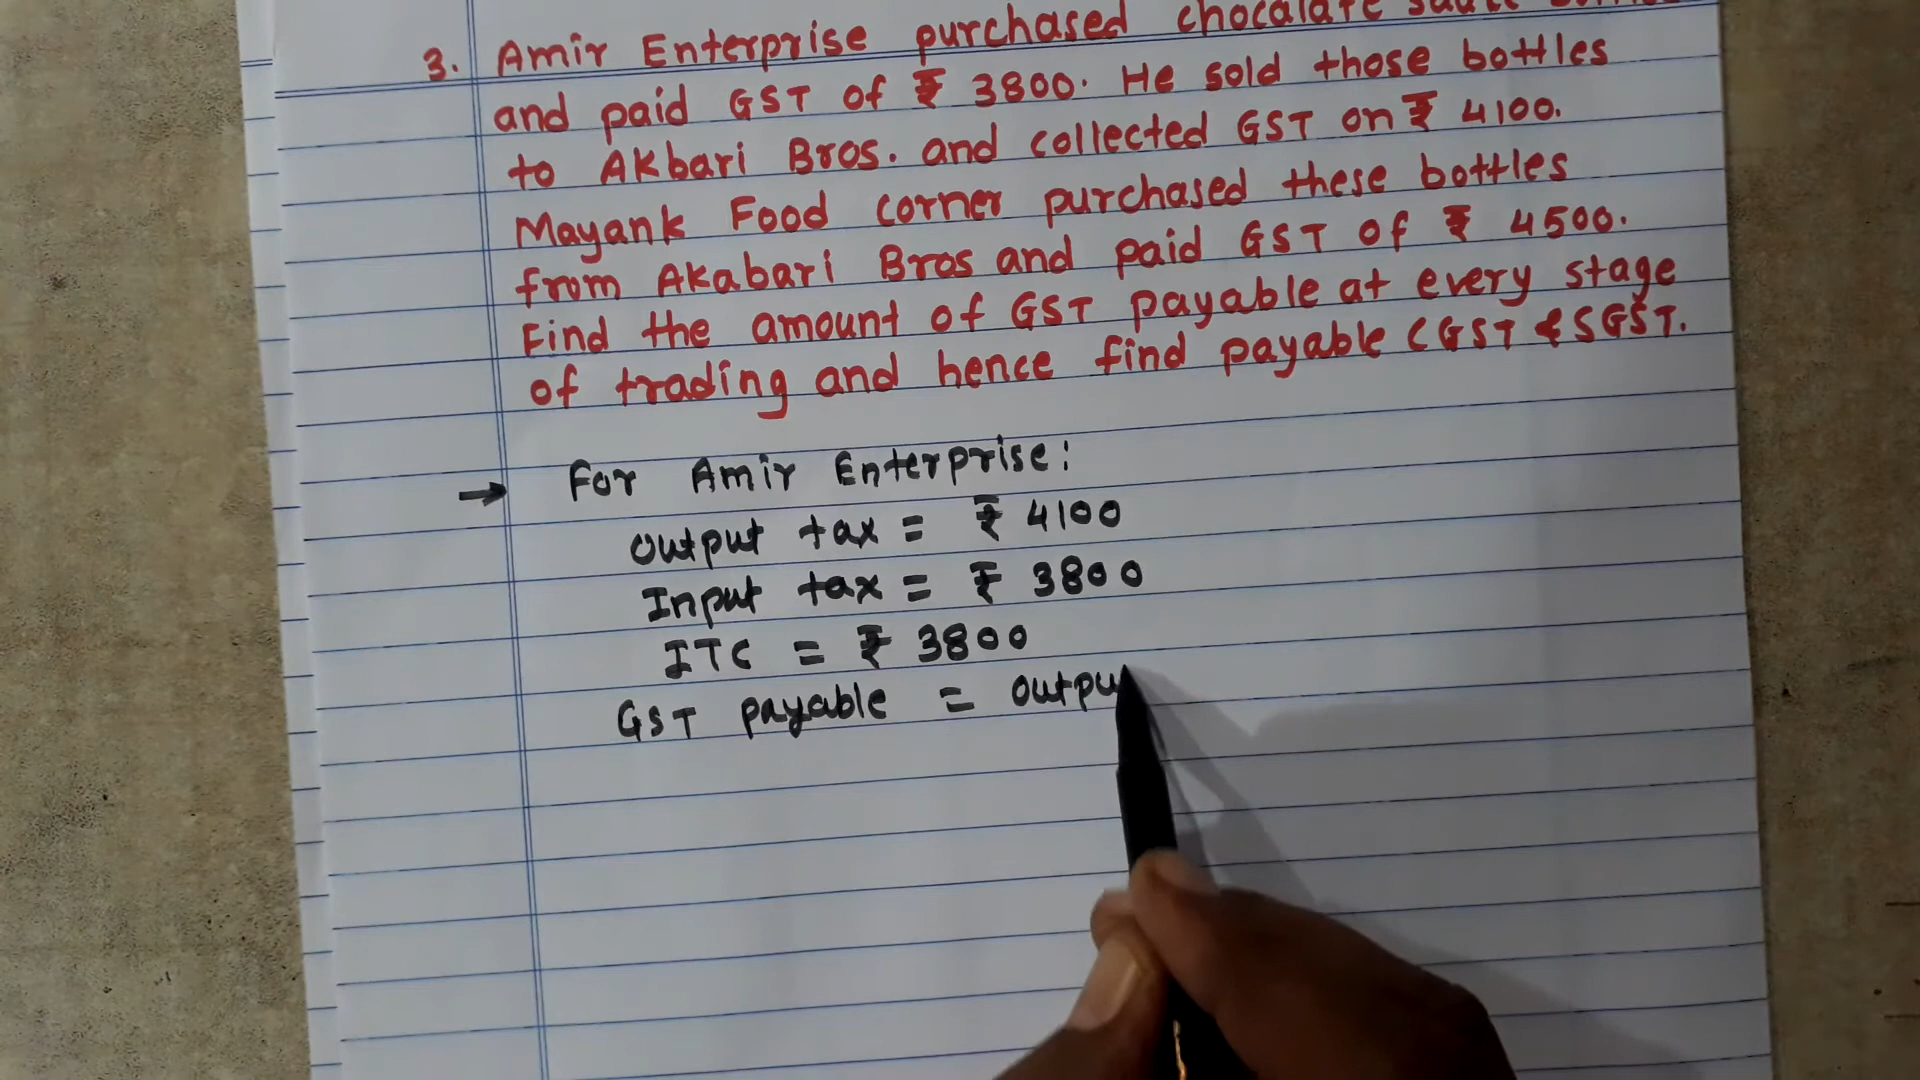 3. Amir Enterprise purchased chocalate
and paid GST of ₹ 3800. He sold those bottles
to Akbari Bros. and collected GST on ₹ 4100.
Mayank Food corner purchased these bottles
from Akabari Bros and paid GST of ₹ 4500.
Find the amount of GST payable at every stage
of trading and hence find payable CGST & SGST.
→ For Amir Enterprise:
output tax = ₹ 4100
Input tax = ₹ 3800
ITC = ₹ 3800
GST payable = outpu